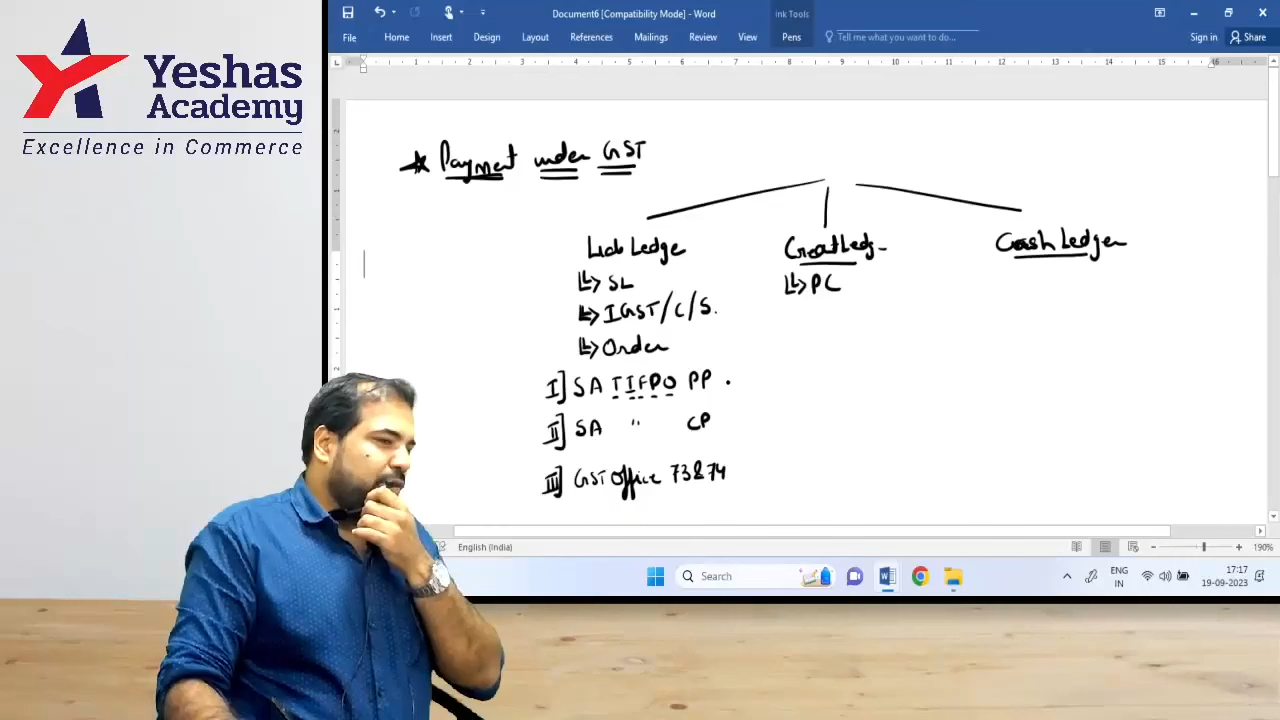 Yeshas
Academy
Excellence in Commerce
Document6 [Compatibility Mode] - Word
Ink Tools
File Home Insert Design Layout References Mailings Review View Pens Tell me what you want to do... Sign in Share
Payment under GST
Liab Ledge
Cash Ledger
SL
PC
IGST/C/S.
Order
I] SA TIFPO PP
II] SA " CP
III] GST Office 73&74
English (India)
190%
Search
ENG
IN
17:17
19-09-2023